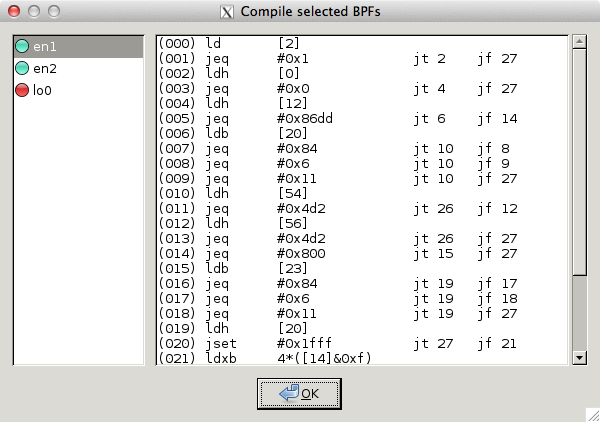 Compile selected BPFs
en1
en2
lo0
(000) ld [2]
(001) jeq #0x1 jt 2 jf 27
(002) ldh [0]
(003) jeq #0x0 jt 4 jf 27
(004) ldh [12]
(005) jeq #0x86dd jt 6 jf 14
(006) ldb [20]
(007) jeq #0x84 jt 10 jf 8
(008) jeq #0x6 jt 10 jf 9
(009) jeq #0x11 jt 10 jf 27
(010) ldh [54]
(011) jeq #0x4d2 jt 26 jf 12
(012) ldh [56]
(013) jeq #0x4d2 jt 26 jf 27
(014) jeq #0x800 jt 15 jf 27
(015) ldb [23]
(016) jeq #0x84 jt 19 jf 17
(017) jeq #0x6 jt 19 jf 18
(018) jeq #0x11 jt 19 jf 27
(019) ldh [20]
(020) jset #0x1fff jt 27 jf 21
(021) ldxb 4*([14]&0xf)
OK